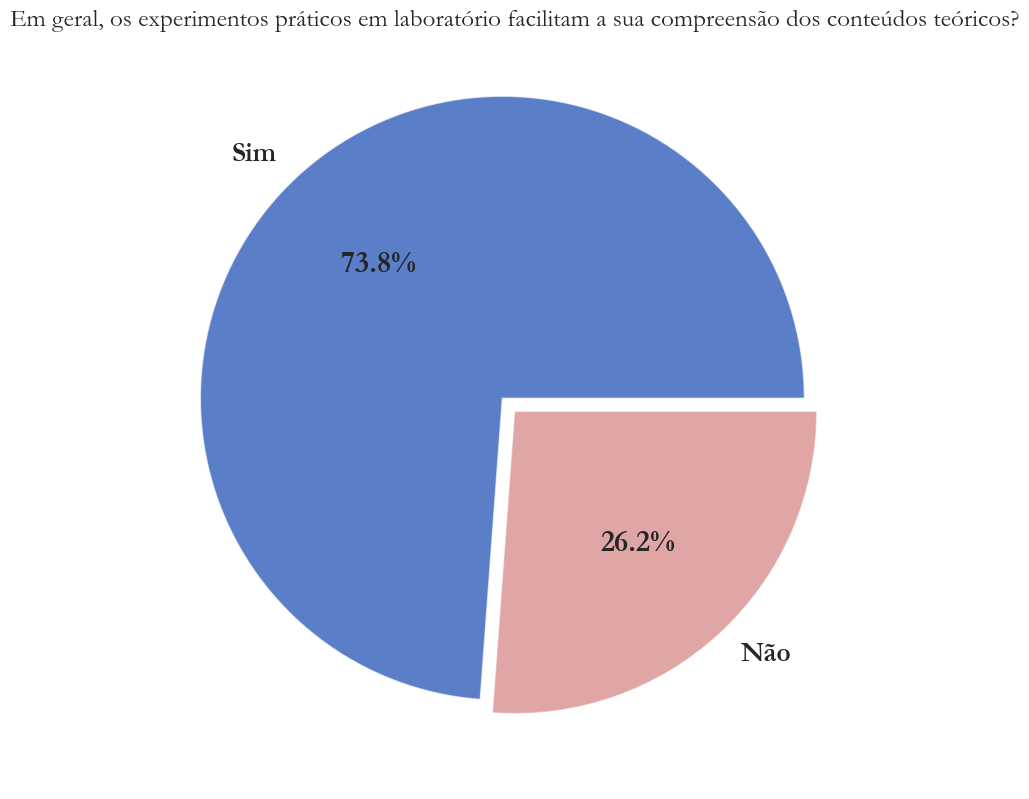 Em geral, os experimentos práticos em laboratório facilitam a sua compreensão dos conteúdos teóricos?
Sim
73.8%
26.2%
Não